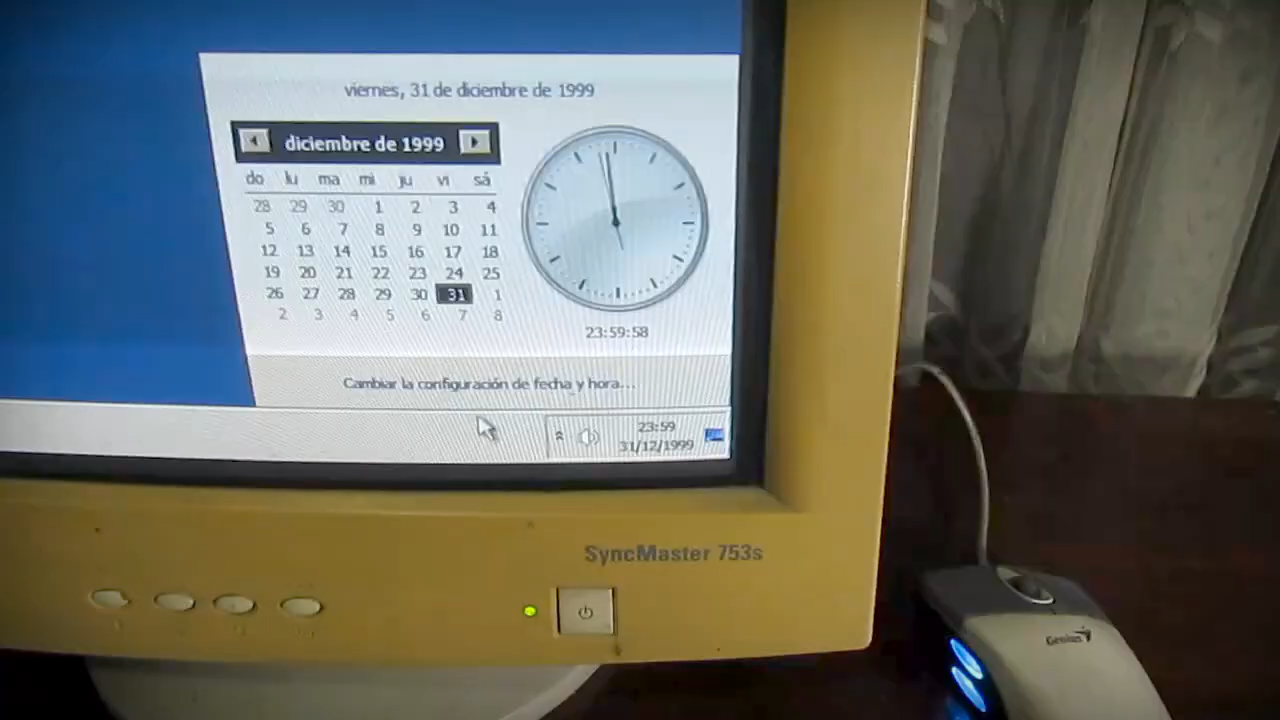 viernes, 31 de diciembre de 1999
diciembre de 1999
do lu ma mi ju vi sá
28 29 30 1 2 3 4
5 6 7 8 9 10 11
12 13 14 15 16 17 18
19 20 21 22 23 24 25
26 27 28 29 30 31 1
2 3 4 5 6 7 8
23:59:58
Cambiar la configuración de fecha y hora...
23:59
31/12/1999
SyncMaster 753s
Genius